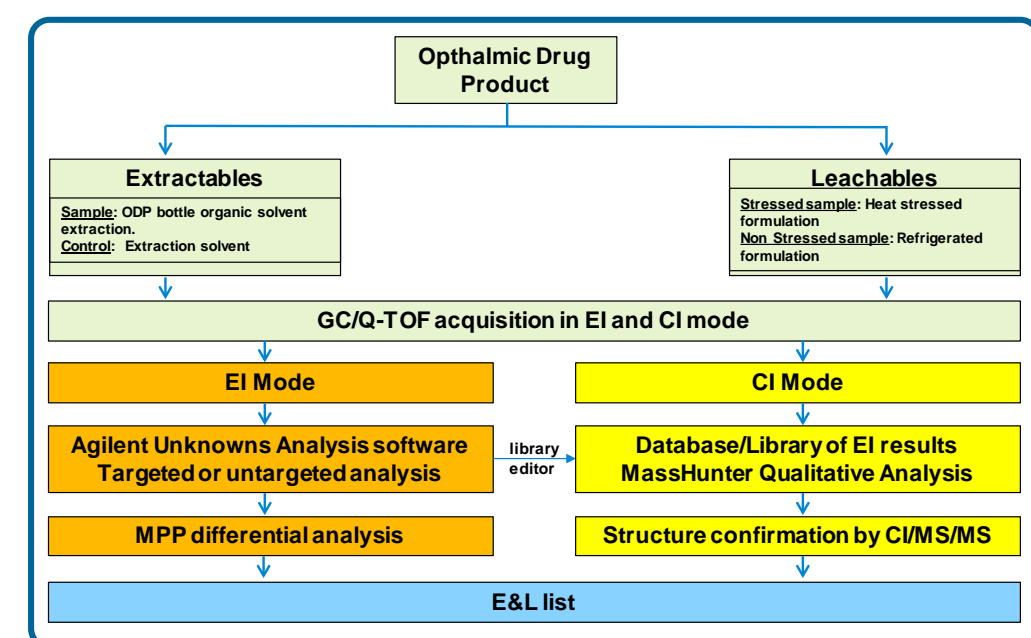 Opthalmic Drug
Product
Extractables
Sample: ODP bottle organic solvent
extraction.
Control: Extraction solvent
Leachables
Stressed sample: Heat stressed
formulation
Non Stressed sample: Refrigerated
formulation
GC/Q-TOF acquisition in EI and CI mode
EI Mode
CI Mode
Agilent Unknowns Analysis software
Targeted or untargeted analysis
library
editor
Database/Library of EI results
MassHunter Qualitative Analysis
MPP differential analysis
Structure confirmation by CI/MS/MS
E&L list